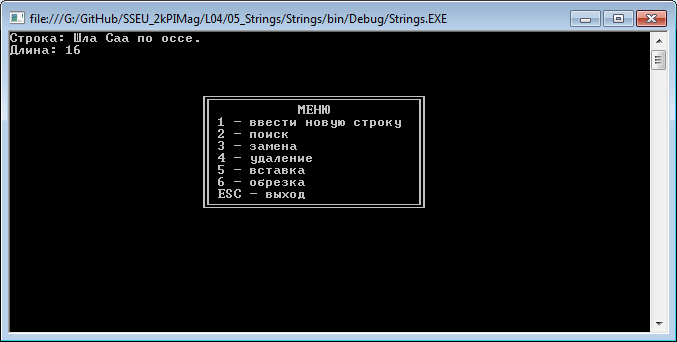 file:///G:/GitHub/SSEU_2kPIMag/L04/05_Strings/Strings/bin/Debug/Strings.EXE
Строка: Шла Саа по оссе.
Длина: 16
МЕНЮ
1 - ввести новую строку
2 - поиск
3 - замена
4 - удаление
5 - вставка
6 - обрезка
ESC - выход